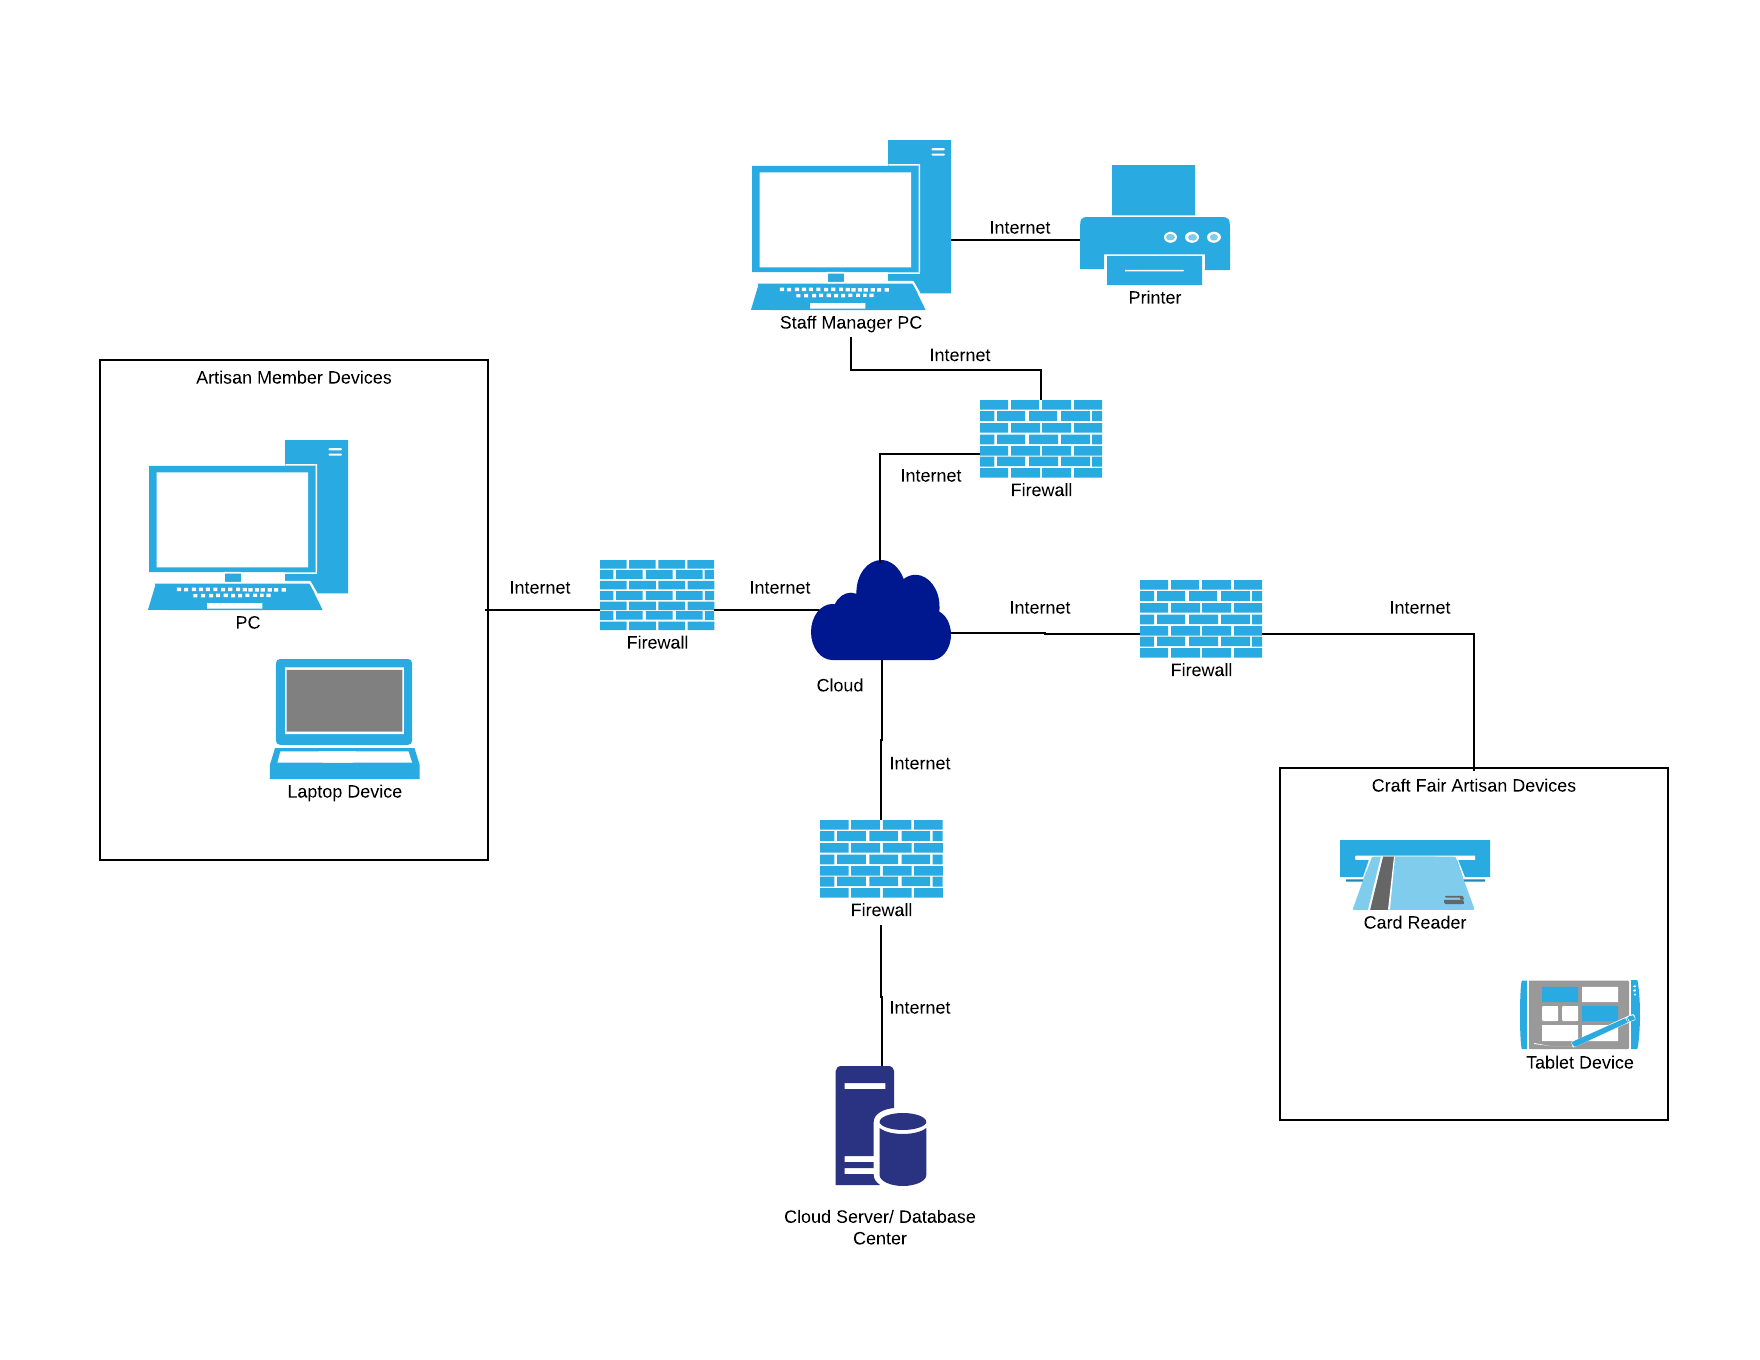 Internet
Printer
Staff Manager PC
Internet
Artisan Member Devices
Internet
Firewall
PC
Laptop Device
Internet
Firewall
Internet
Cloud
Internet
Firewall
Internet
Internet
Firewall
Internet
Craft Fair Artisan Devices
Card Reader
Tablet Device
Cloud Server/ Database
Center